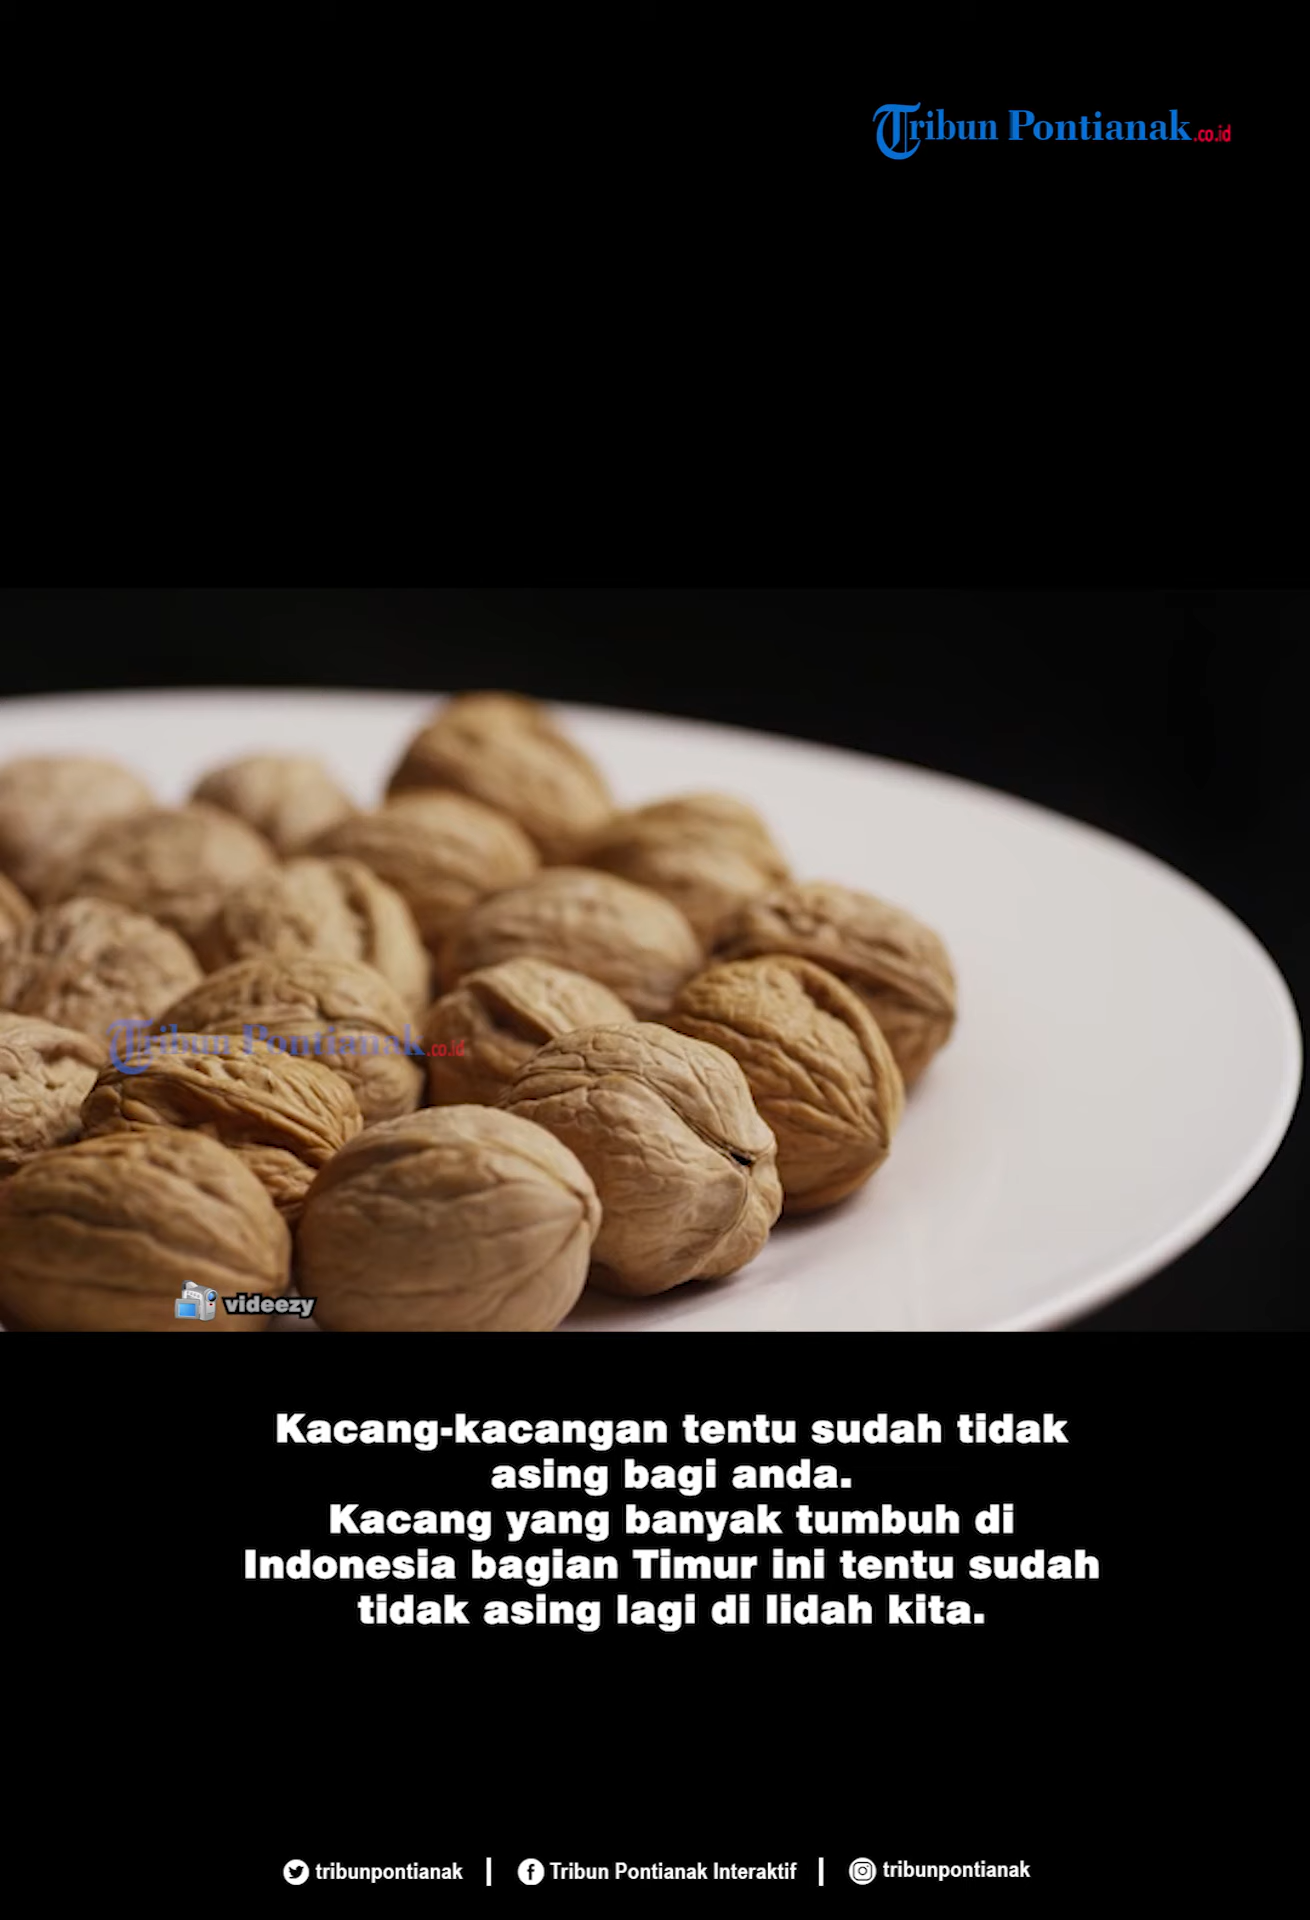 Tribun Pontianak.co.id
Tribun Pontianak.co.id
videezy
Kacang-kacangan tentu sudah tidak
asing bagi anda.
Kacang yang banyak tumbuh di
Indonesia bagian Timur ini tentu sudah
tidak asing lagi di lidah kita.
tribunpontianak | Tribun Pontianak Interaktif | tribunpontianak